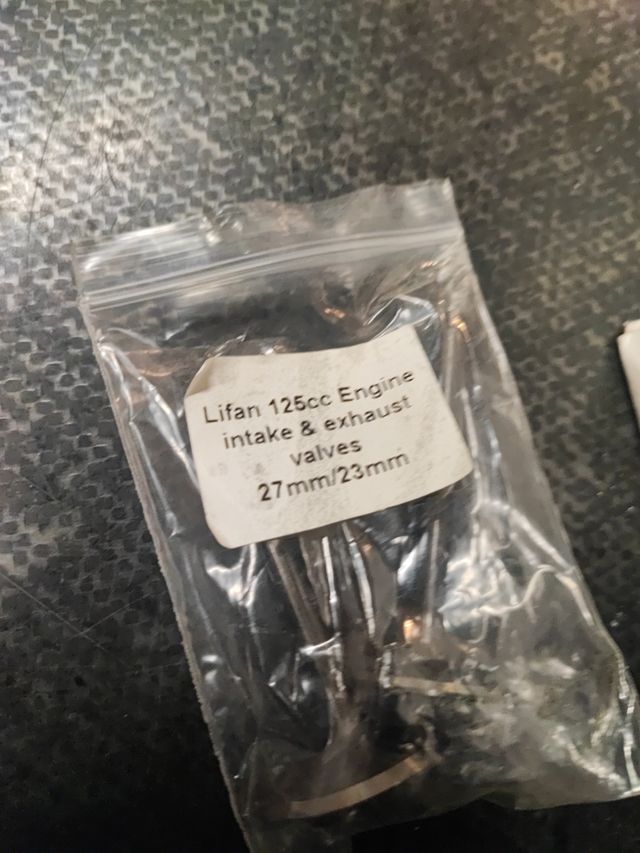 Lifan 125cc Engine
intake & exhaust
valves
27mm/23mm